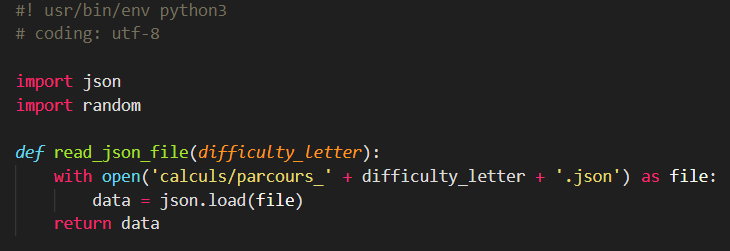 #! usr/bin/env python3
# coding: utf-8
import json
import random
def read_json_file(difficulty_letter):
with open('calculs/parcours_' + difficulty_letter + '.json') as file:
data = json.load(file)
return data